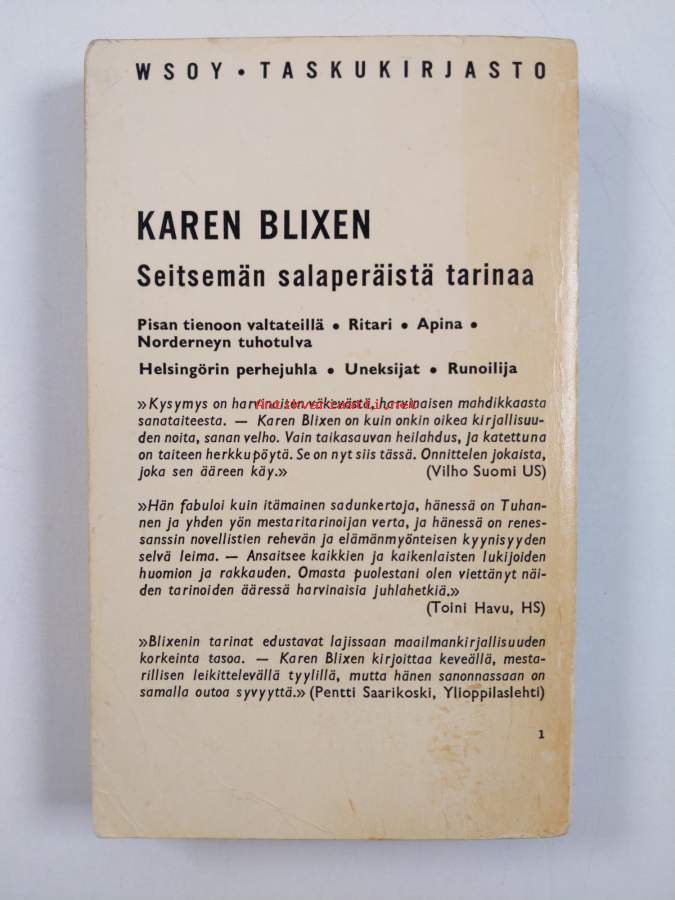 WSOY • TASKUKIRJASTO
KAREN BLIXEN
Seitsemän salaperäistä tarinaa
Pisan tienoon valtateillä • Ritari • Apina •
Norderneyn tuhotulva
Helsingörin perhejuhla • Uneksijat • Runoilija
»Kysymys on harvinaisen väkevästä, harvinaisen mahdikkaasta
sanataiteesta. — Karen Blixen on kuin onkin oikea kirjallisuu-
den noita, sanan velho. Vain taikasauvan heilahdus, ja katettuna
on taiteen herkkupöytä. Se on nyt siis tässä. Onnittelen jokaista,
joka sen ääreen käy.» (Vilho Suomi US)
»Hän fabuloi kuin itämainen sadunkertoja, hänessä on Tuhan-
nen ja yhden yön mestaritarinoijan verta, ja hänessä on renes-
sanssin novellistien rehevän ja elämänmyönteisen kyynisyyden
selvä leima. — Ansaitsee kaikkien ja kaikenlaisten lukijoiden
huomion ja rakkauden. Omasta puolestani olen viettänyt näi-
den tarinoiden ääressä harvinaisia juhlahetkiä.»
(Toini Havu, HS)
»Blixenin tarinat edustavat lajissaan maailmankirjallisuuden
korkeinta tasoa. — Karen Blixen kirjoittaa keveällä, mesta-
rillisen leikittelevällä tyylillä, mutta hänen sanonnassaan on
samalla outoa syvyyttä.» (Pentti Saarikoski, Ylioppilaslehti)
1